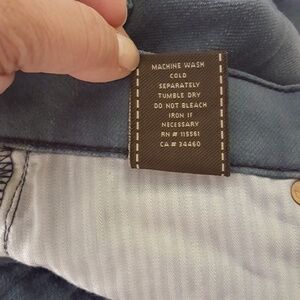 MACHINE WASH
COLD
SEPARATELY
TUMBLE DRY
DO NOT BLEACH
IRON IF
NECESSARY
RN # 115561
CA # 34460